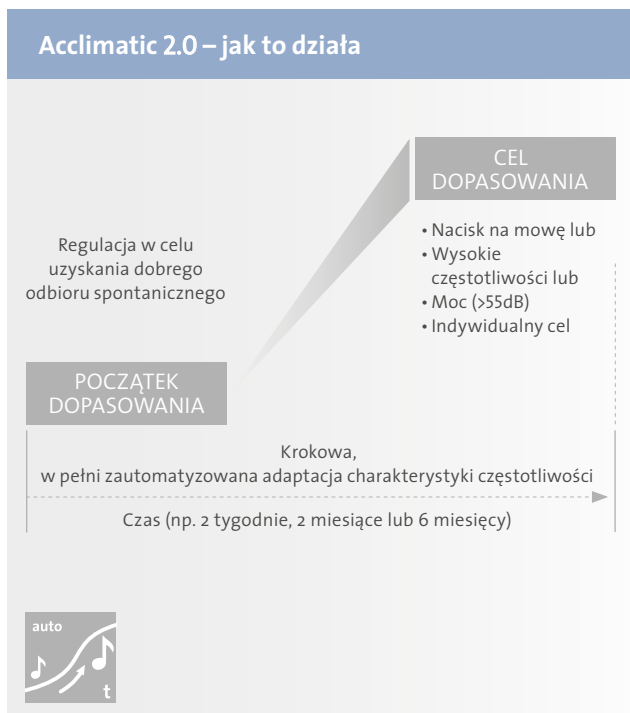 Acclimatic 2.0 – jak to działa
CEL
DOPASOWANIA
Regulacja w celu
uzyskania dobrego
odbioru spontanicznego
• Nacisk na mowę lub
• Wysokie
częstotliwości lub
• Moc (>55dB)
• Indywidualny cel
POCZĄTEK
DOPASOWANIA
Krokowa,
w pełni zautomatyzowana adaptacja charakterystyki częstotliwości
Czas (np. 2 tygodnie, 2 miesiące lub 6 miesięcy)
auto
t